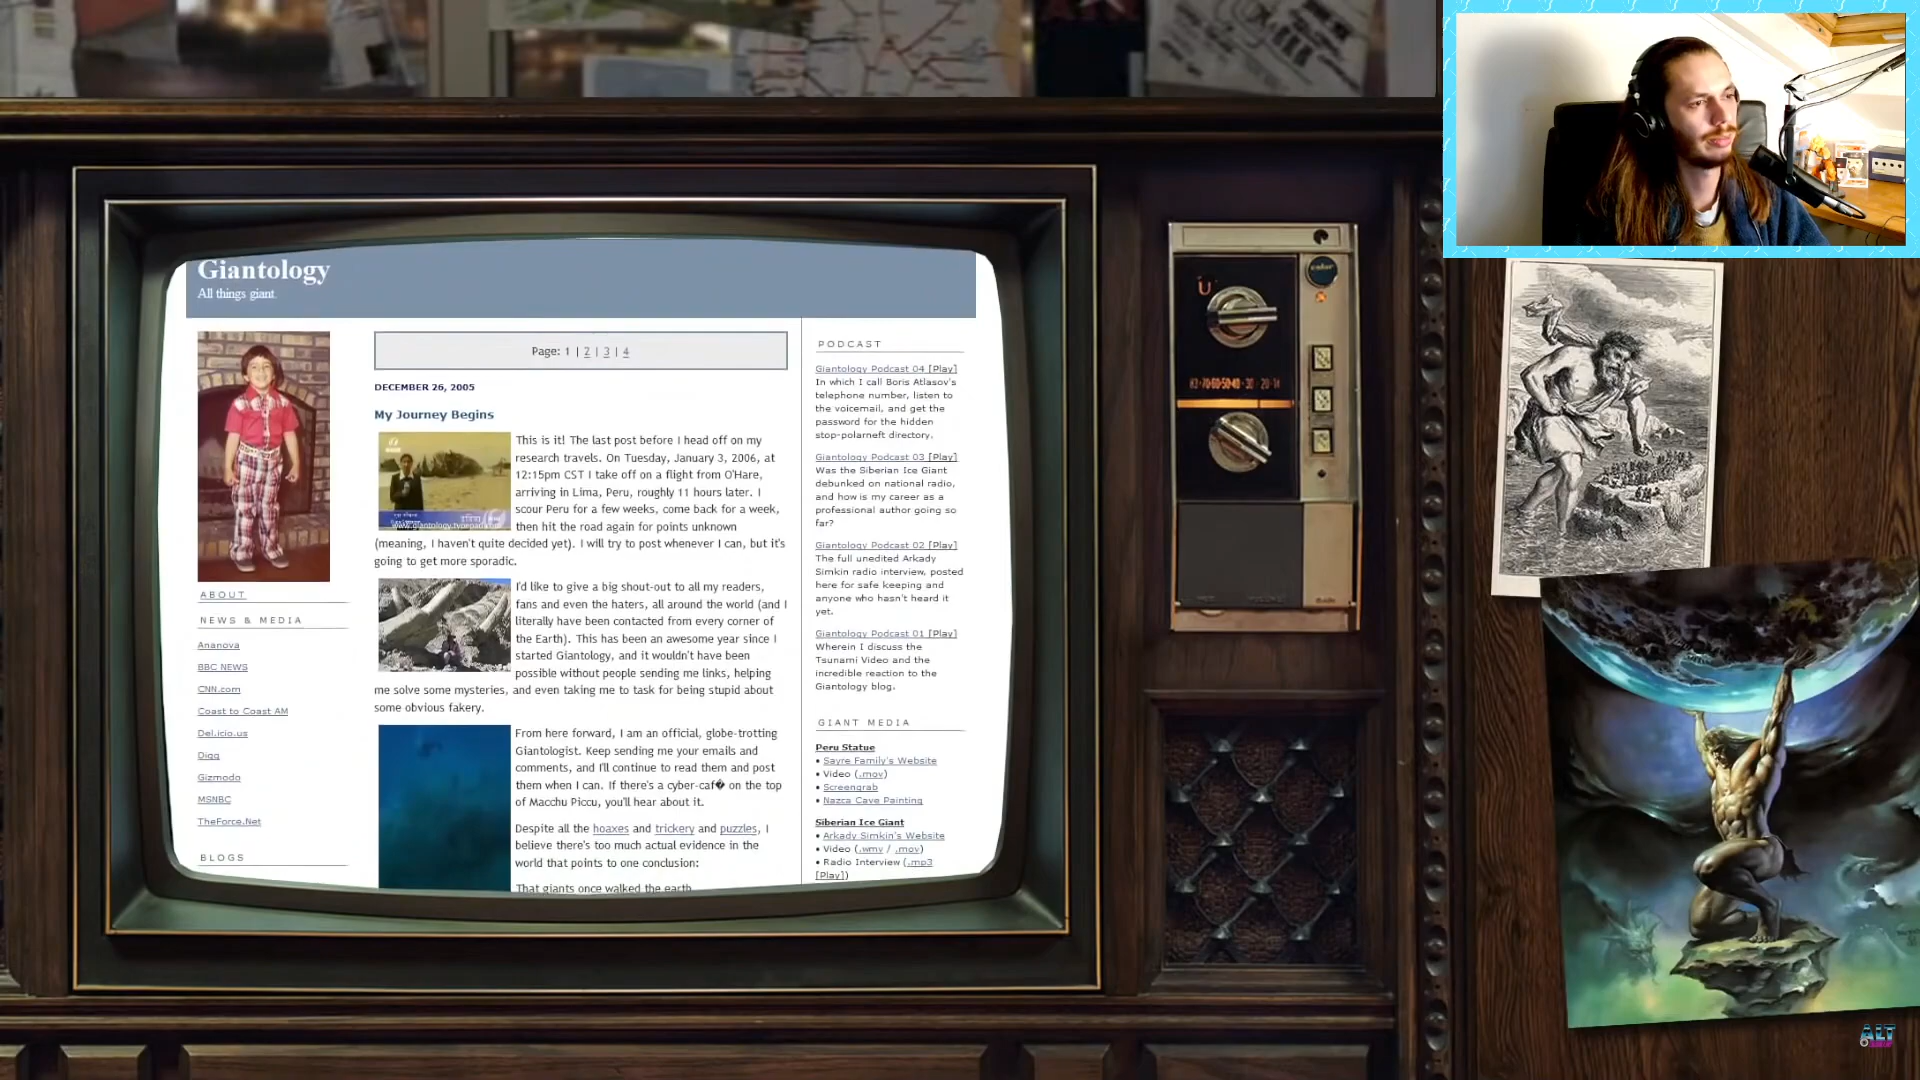 Giantology
All things giant.
Page: 1 | 2 | 3 | 4
DECEMBER 26, 2005
My Journey Begins
This is it! The last post before I head off on my
research travels. On Tuesday, January 3, 2006, at
12:15pm CST I take off on a flight from O'Hare,
arriving in Lima, Peru, roughly 11 hours later. I
scour Peru for a few weeks, come back for a week,
then hit the road again for points unknown
(meaning, I haven't quite decided yet). I will try to post whenever I can, but it's
going to get more sporadic.
I'd like to give a big shout-out to all my readers,
fans and even the haters, all around the world (and I
literally have been contacted from every corner of
the Earth). This has been an awesome year since I
started Giantology, and it wouldn't have been
possible without people sending me links, helping
me solve some mysteries, and even taking me to task for being stupid about
some obvious fakery.
From here forward, I am an official, globe-trotting
Giantologist. Keep sending me your emails and
comments, and I'll continue to read them and post
them when I can. If there's a cyber-caf� on the top
of Macchu Piccu, you'll hear about it.
Despite all the hoaxes and trickery and puzzles, I
believe there's too much actual evidence in the
world that points to one conclusion:
That giants once walked the earth
ABOUT
NEWS & MEDIA
Ananova
BBC NEWS
CNN.com
Coast to Coast AM
Del.icio.us
Digg
Gizmodo
MSNBC
TheForce.Net
BLOGS
PODCAST
Giantology Podcast 04 [Play]
In which I call Boris Atlasov's
telephone number, listen to
the voicemail, and get the
password for the hidden
stop-polarneft directory.
Giantology Podcast 03 [Play]
Was the Siberian Ice Giant
debunked on national radio,
and how is my career as a
professional author going so
far?
Giantology Podcast 02 [Play]
The full unedited Arkady
Simkin radio interview, posted
here for safe keeping and
anyone who hasn't heard it
yet.
Giantology Podcast 01 [Play]
Wherein I discuss the
Tsunami Video and the
incredible reaction to the
Giantology blog.
GIANT MEDIA
Peru Statue
• Sayre Family's Website
• Video (.mov)
• Screengrab
• Nazca Cave Painting
Siberian Ice Giant
• Arkady Simkin's Website
• Video (.wmv / .mov)
• Radio Interview (.mp3
[Play])
U
color
ALT